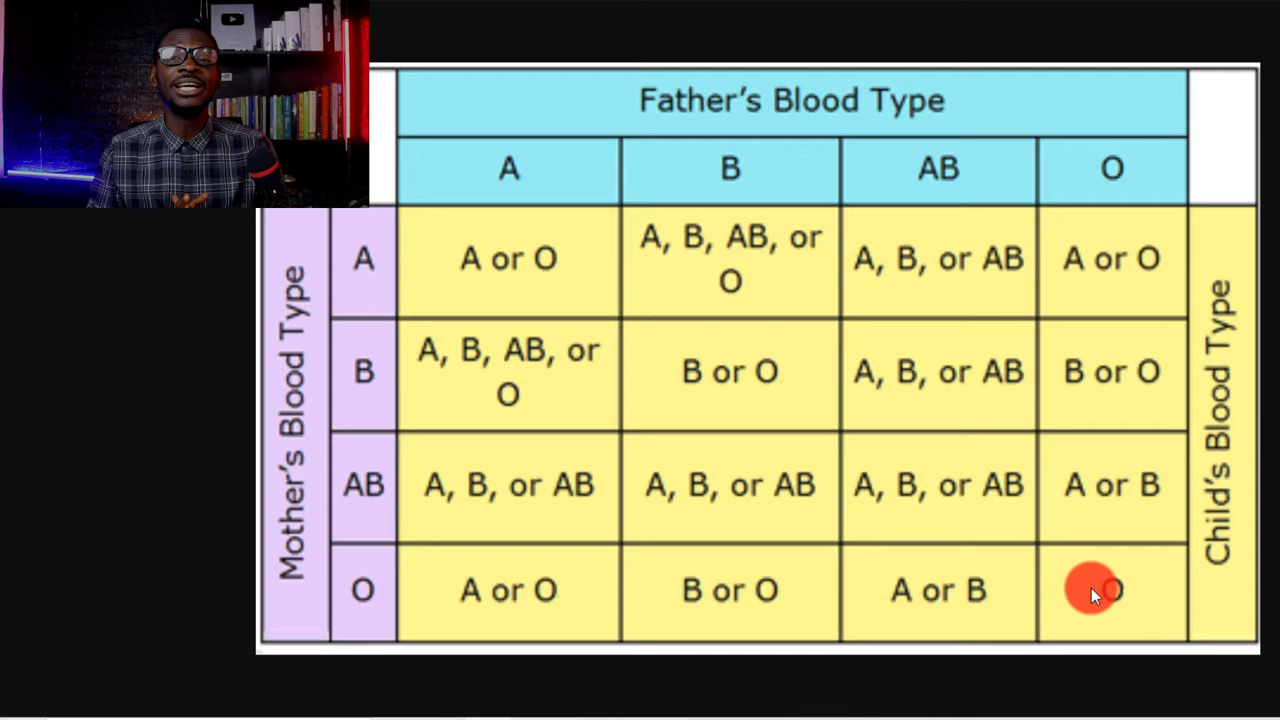 Father's Blood Type
A
B
AB
O
Mother's Blood Type
A
A or O
A, B, AB, or
O
A, B, or AB
A or O
Child's Blood Type
B
A, B, AB, or
O
B or O
A, B, or AB
B or O
AB
A, B, or AB
A, B, or AB
A, B, or AB
A or B
O
A or O
B or O
A or B
O